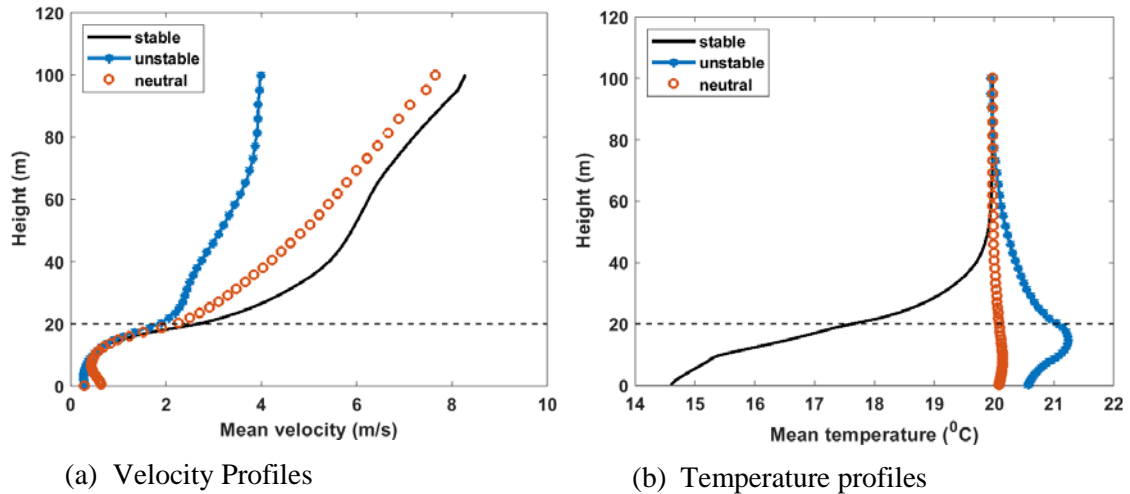 stable
unstable
neutral
120
100
80
60
40
20
0
Height (m)
0 2 4 6 8 10
Mean velocity (m/s)
(a) Velocity Profiles
stable
unstable
neutral
120
100
80
60
40
20
0
Height (m)
14 15 16 17 18 19 20 21 22
Mean temperature (⁰C)
(b) Temperature profiles